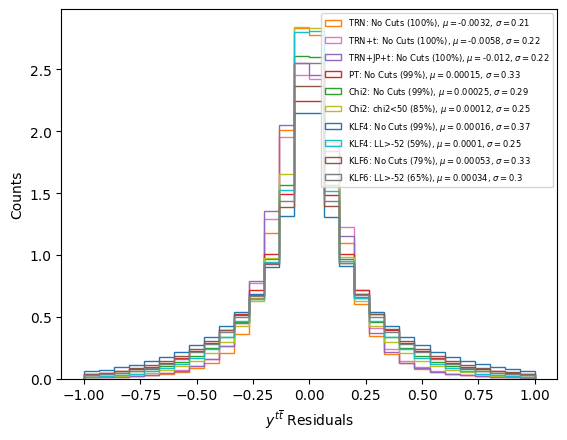 TRN: No Cuts (100%), μ=-0.0032, σ = 0.21
TRN+t: No Cuts (100%), μ=-0.0058, σ = 0.22
TRN+JP+t: No Cuts (100%), μ=-0.012, σ = 0.22
PT: No Cuts (99%), μ=0.00015, σ = 0.33
Chi2: No Cuts (99%), μ=0.00025, σ = 0.29
Chi2: chi2<50 (85%), μ=0.00012, σ = 0.25
KLF4: No Cuts (99%), μ=0.00016, σ = 0.37
KLF4: LL>-52 (59%), μ=0.0001, σ = 0.25
KLF6: No Cuts (79%), μ=0.00053, σ = 0.33
KLF6: LL>-52 (65%), μ=0.00034, σ = 0.3
2.5
2.0
1.5
1.0
0.5
0.0
Counts
−1.00 −0.75 −0.50 −0.25 0.00 0.25 0.50 0.75 1.00
y^{tt̅} Residuals